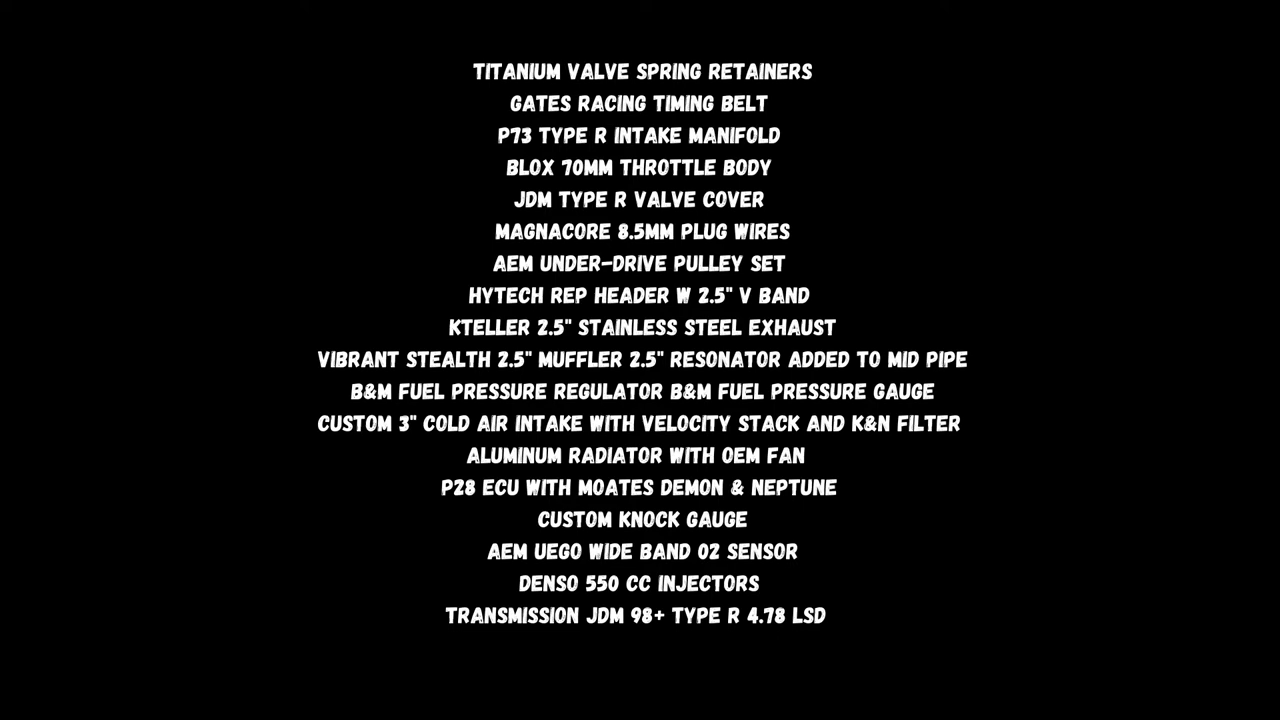 TITANIUM VALVE SPRING RETAINERS
GATES RACING TIMING BELT
P73 TYPE R INTAKE MANIFOLD
BLOX 70MM THROTTLE BODY
JDM TYPE R VALVE COVER
MAGNACORE 8.5MM PLUG WIRES
AEM UNDER-DRIVE PULLEY SET
HYTECH REP HEADER W 2.5" V BAND
KTELLER 2.5" STAINLESS STEEL EXHAUST
VIBRANT STEALTH 2.5" MUFFLER 2.5" RESONATOR ADDED TO MID PIPE
B&M FUEL PRESSURE REGULATOR B&M FUEL PRESSURE GAUGE
CUSTOM 3" COLD AIR INTAKE WITH VELOCITY STACK AND K&N FILTER
ALUMINUM RADIATOR WITH OEM FAN
P28 ECU WITH MOATES DEMON & NEPTUNE
CUSTOM KNOCK GAUGE
AEM UEGO WIDE BAND O2 SENSOR
DENSO 550 CC INJECTORS
TRANSMISSION JDM 98+ TYPE R 4.78 LSD